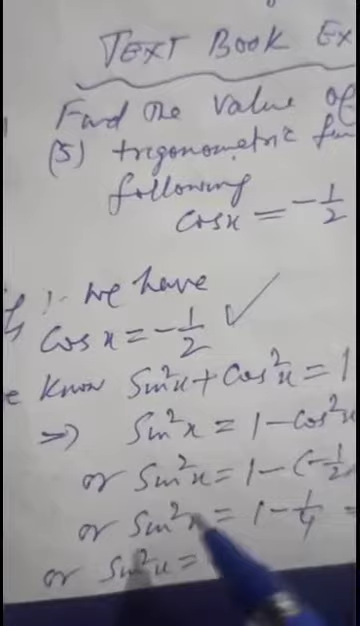 TEXT BOOK EX
Find the value of
(5) trigonometric fun
following
cos x = -1/2
:- we have
Cos x = -1/2 ✓
e know Sin²x + Cos²x = 1
=> Sin²x = 1 - Cos²x
or Sin²x = 1 - (-1/2
or Sin²x = 1 - 1/4 =
or Sin²x =